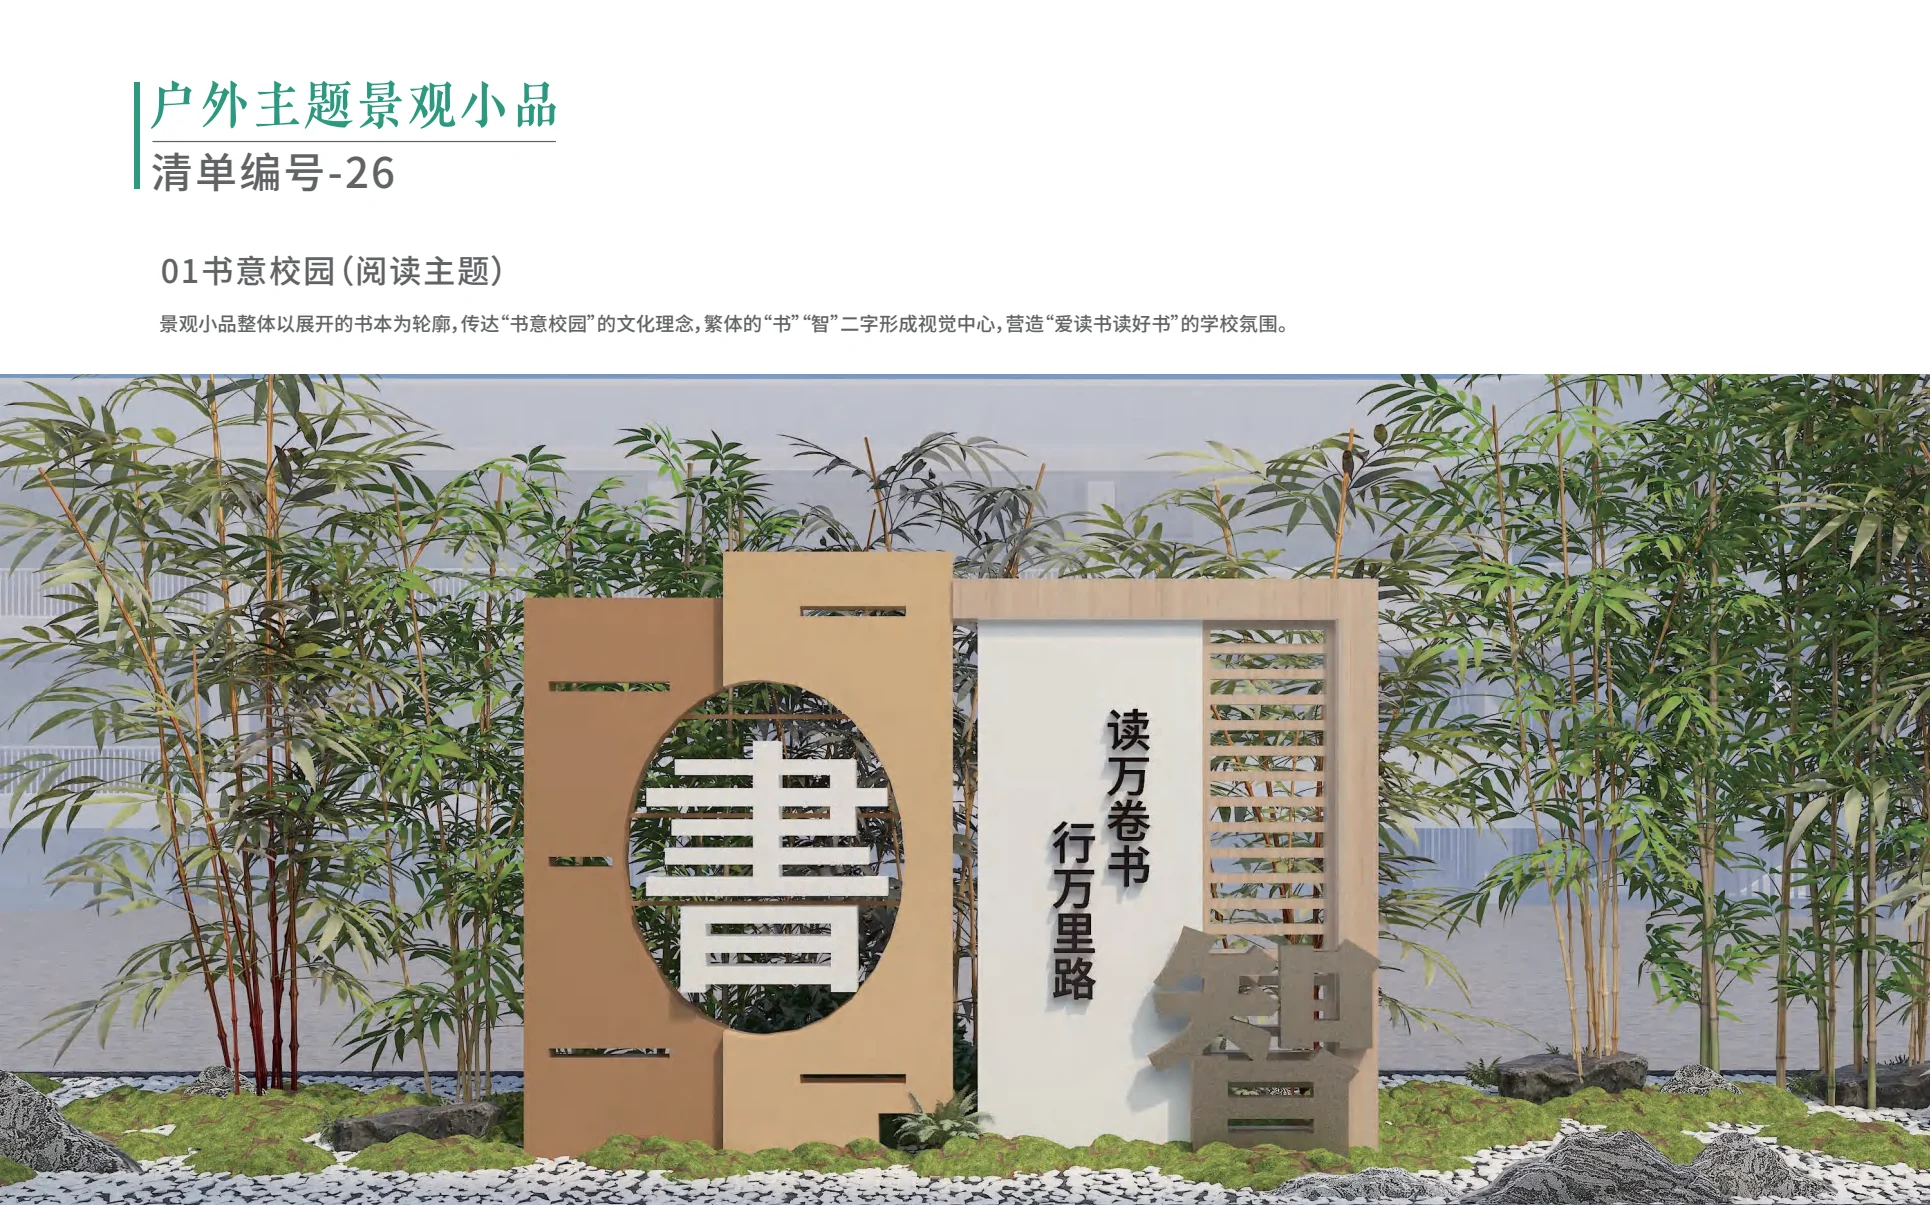 户外主题景观小品
清单编号-26
01书意校园（阅读主题）
景观小品整体以展开的书本为轮廓，传达“书意校园”的文化理念，繁体的“书”“智”二字形成视觉中心，营造“爱读书读好书”的学校氛围。
書
读万卷书
行万里路
智